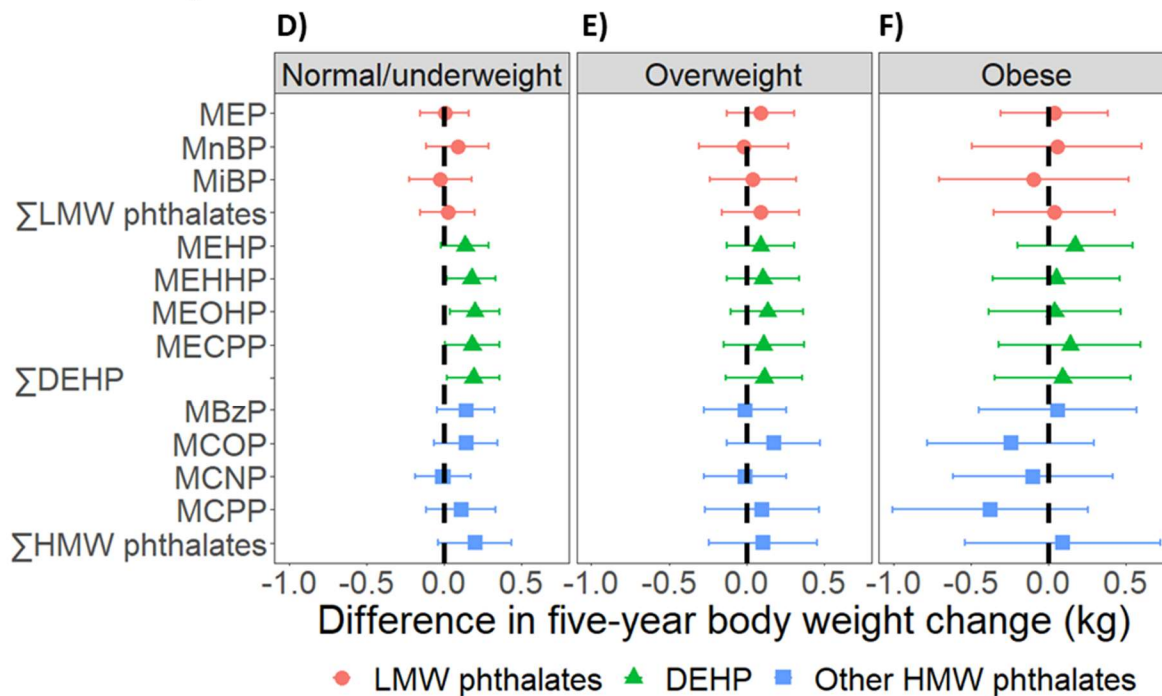 D) E) F)
Normal/underweight Overweight Obese
MEP
MnBP
MiBP
∑LMW phthalates
MEHP
MEHHP
MEOHP
MECPP
∑DEHP
MBzP
MCOP
MCNP
MCPP
∑HMW phthalates
-1.0 -0.5 0.0 0.5 -1.0 -0.5 0.0 0.5 -1.0 -0.5 0.0 0.5
Difference in five-year body weight change (kg)
LMW phthalates DEHP Other HMW phthalates